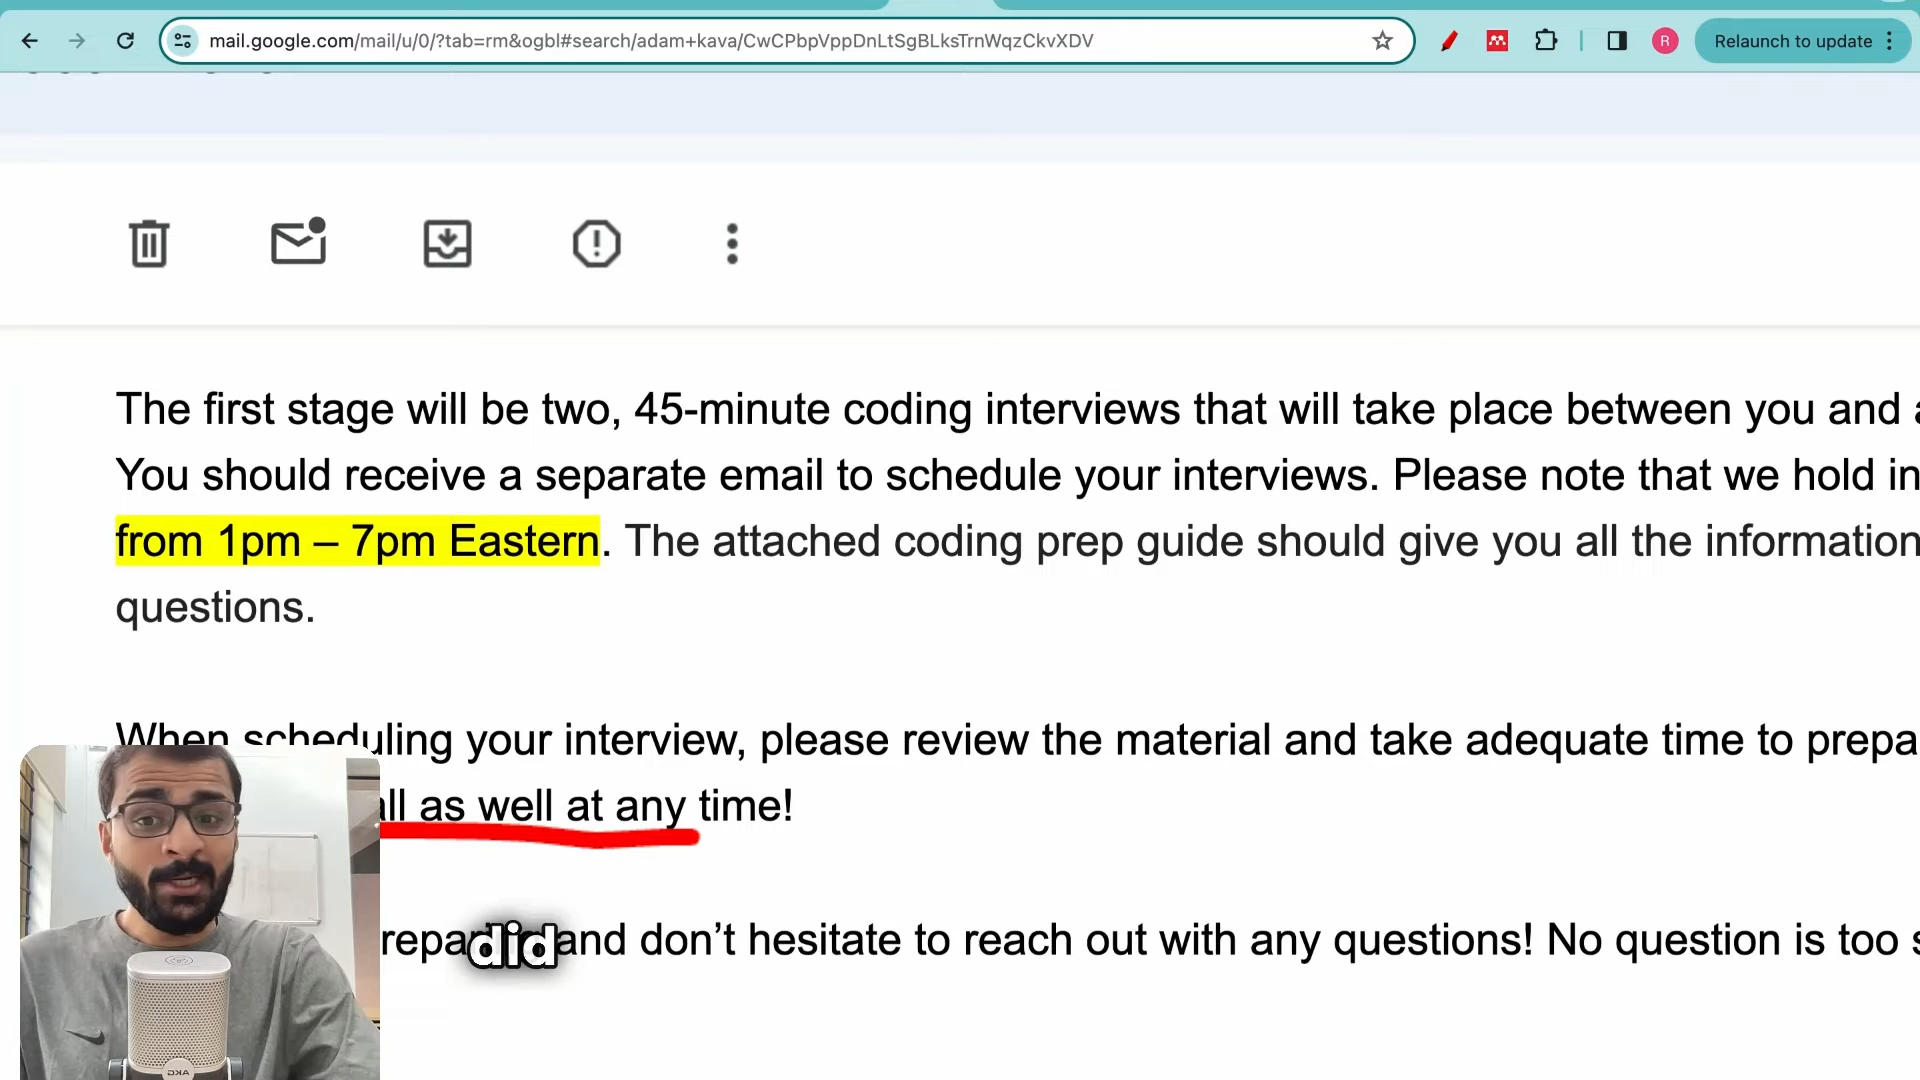 mail.google.com/mail/u/0/?tab=rm&ogbl#search/adam+kava/CwCPbpVppDnLtSgBLksTrnWqzCkvXDV
R
Relaunch to update
The first stage will be two, 45-minute coding interviews that will take place between you and
You should receive a separate email to schedule your interviews. Please note that we hold in
from 1pm – 7pm Eastern. The attached coding prep guide should give you all the information
questions.
When scheduling your interview, please review the material and take adequate time to prepa
all as well at any time!
and don't hesitate to reach out with any questions! No question is too s
did
AKG